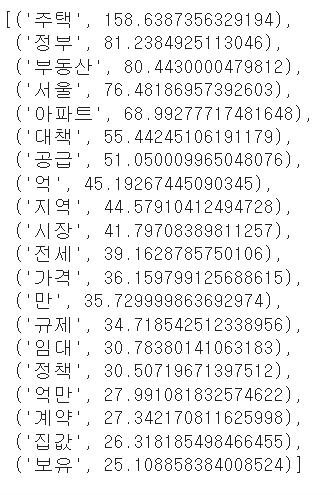 [('주택', 158.6387356329194),
('정부', 81.2384925113046),
('부동산', 80.4430000479812),
('서울', 76.48186957392603),
('아파트', 68.99277717481648),
('대책', 55.44245106191179),
('공급', 51.050009965048076),
('억', 45.19267445090345),
('지역', 44.57910412494728),
('시장', 41.79708389811257),
('전세', 39.1628785750106),
('가격', 36.159799125688615),
('만', 35.729999863692974),
('규제', 34.718542512338956),
('임대', 30.78380141063183),
('정책', 30.50719671397512),
('억만', 27.991081832574622),
('계약', 27.342170811625998),
('집값', 26.318185498466455),
('보유', 25.108858384008524)]